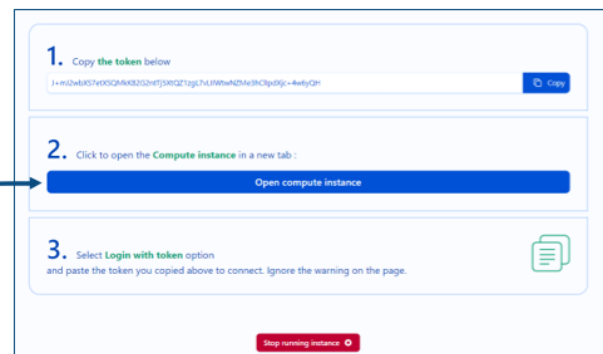 1. Copy the token below
Copy
2. Click to open the Compute instance in a new tab :
Open compute instance
3. Select Login with token option
and paste the token you copied above to connect. Ignore the warning on the page.
Stop running instance